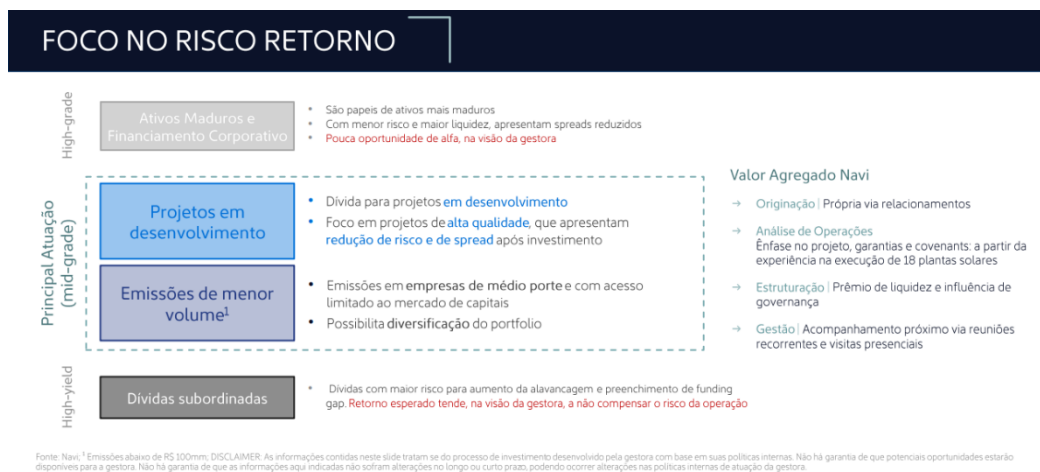 FOCO NO RISCO RETORNO
High-grade
Ativos Maduros e
Financiamento Corporativo
• São papeis de ativos mais maduros
• Com menor risco e maior liquidez, apresentam spreads reduzidos
• Pouca oportunidade de alfa, na visão da gestora
Principal Atuação
(mid-grade)
Projetos em
desenvolvimento
• Dívida para projetos em desenvolvimento
• Foco em projetos de alta qualidade, que apresentam
redução de risco e de spread após investimento
Emissões de menor
volume¹
• Emissões em empresas de médio porte e com acesso
limitado ao mercado de capitais
• Possibilita diversificação do portfolio
High-yield
Dívidas subordinadas
• Dívidas com maior risco para aumento da alavancagem e preenchimento de funding
gap. Retorno esperado tende, na visão da gestora, a não compensar o risco da operação
Valor Agregado Navi
→ Originação | Própria via relacionamentos
→ Análise de Operações
Ênfase no projeto, garantias e covenants: a partir da
experiência na execução de 18 plantas solares
→ Estruturação | Prêmio de liquidez e influência de
governança
→ Gestão | Acompanhamento próximo via reuniões
recorrentes e visitas presenciais
Fonte: Navi; ¹ Emissões abaixo de R$ 100mm; DISCLAIMER: As informações contidas neste slide tratam se do processo de investimento desenvolvido pela gestora com base em suas políticas internas. Não há garantia de que potenciais oportunidades estarão
disponíveis para a gestora. Não há garantia de que as informações aqui indicadas não sofram alterações no longo ou curto prazo, podendo ocorrer alterações nas políticas internas de atuação da gestora.